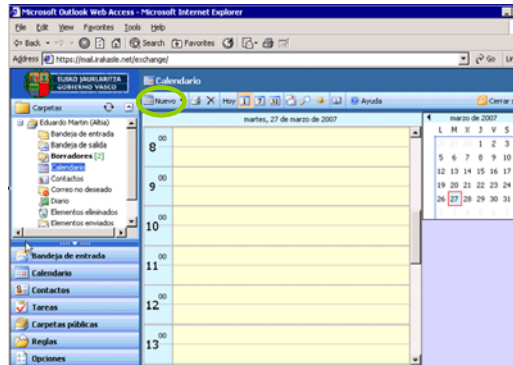 Microsoft Outlook Web Access - Microsoft Internet Explorer
File Edit View Favorites Tools Help
Back Search Favorites
Address https://mail.irakasle.net/exchange/ Go
EUSKO JAURLARITZA
GOBIERNO VASCO
Calendario
Carpetas
Nuevo Hoy 1 7 31 Ayuda Cerrar
Eduardo Martin (Altia)
Bandeja de entrada
Bandeja de salida
Borradores [2]
Calendario
Contactos
Correo no deseado
Diario
Elementos eliminados
Elementos enviados
Bandeja de entrada
Calendario
Contactos
Tareas
Carpetas públicas
Reglas
Opciones
martes, 27 de marzo de 2007
8 00
9 00
10 00
11 00
12 00
13 00
marzo de 2007
L M X J V S
1 2 3
5 6 7 8 9 10
12 13 14 15 16 17
19 20 21 22 23 24
26 27 28 29 30 31